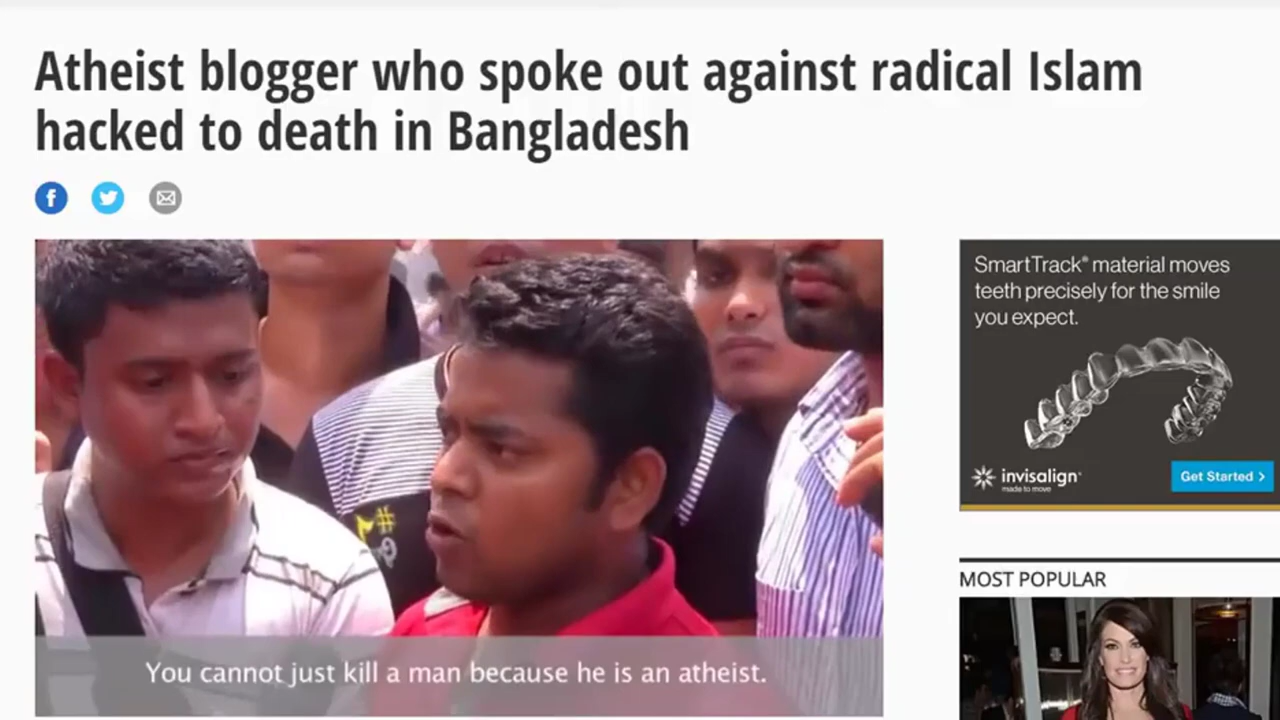 Atheist blogger who spoke out against radical Islam
hacked to death in Bangladesh
f
7#
You cannot just kill a man because he is an atheist.
SmartTrack® material moves
teeth precisely for the smile
you expect.
invisalign®
made to move
Get Started >
MOST POPULAR